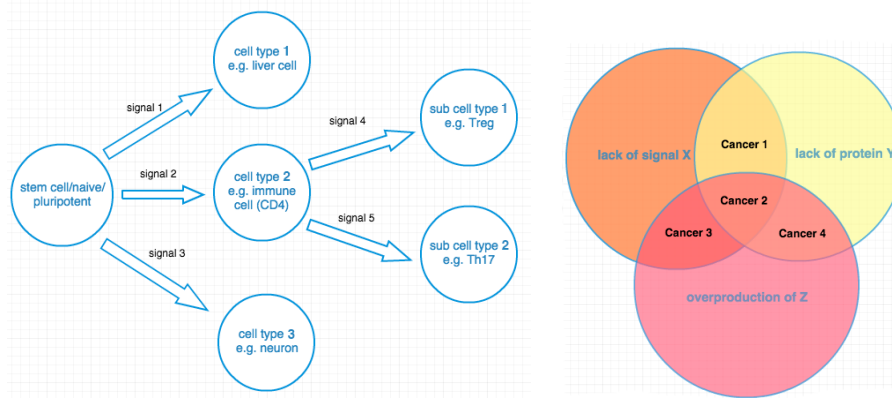 cell type 1
e.g. liver cell
signal 1
signal 4
sub cell type 1
e.g. Treg
stem cell/naive/
pluripotent
signal 2
cell type 2
e.g. immune
cell (CD4)
signal 5
sub cell type 2
e.g. Th17
signal 3
cell type 3
e.g. neuron
lack of signal X
Cancer 1
lack of protein Y
Cancer 2
Cancer 3
Cancer 4
overproduction of Z